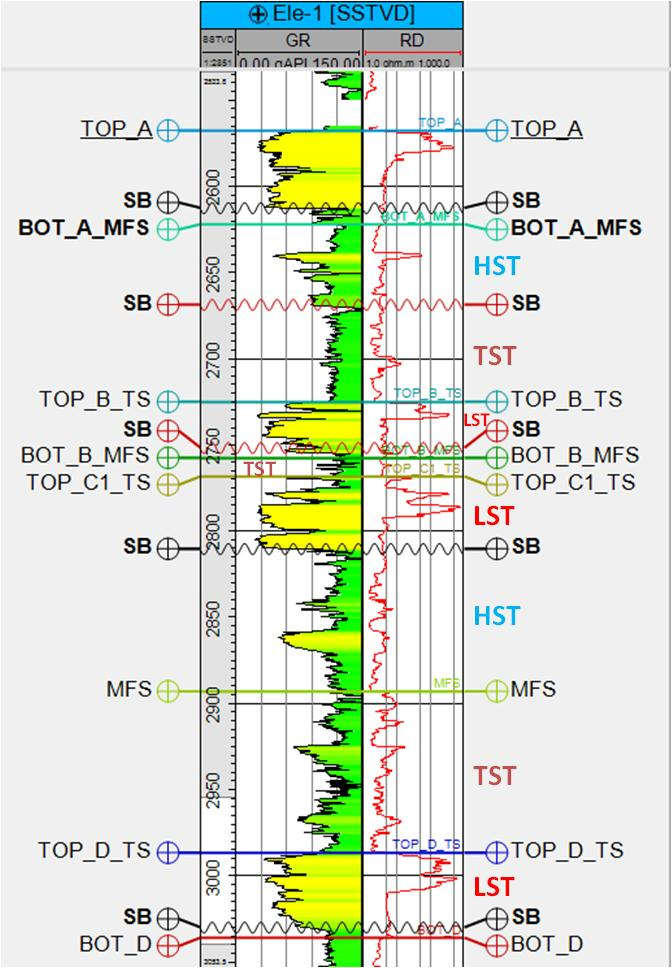 Ele-1 [SSTVD]
SSTVD GR RD
1:2851 0.00 gAPI 150.00 1.0 ohm.m 1,000.0
TOP_A TOP_A TOP_A
2600
SB SB
BOT_A_MFS BOT_A_MFS BOT_A_MFS
2650 HST
SB SB
2700 TST
TOP_B_TS TOP_B_TS TOP_B_TS
LST
SB SB
2750
BOT_B_MFS BOT_B_MFS BOT_B_MFS
TST TOP_C1_TS
TOP_C1_TS TOP_C1_TS
2800 LST
SB SB
2850 HST
MFS MFS MFS
2900
TST
2950
TOP_D_TS TOP_D_TS TOP_D_TS
3000 LST
SB SB
BOT_D BOT_D BOT_D